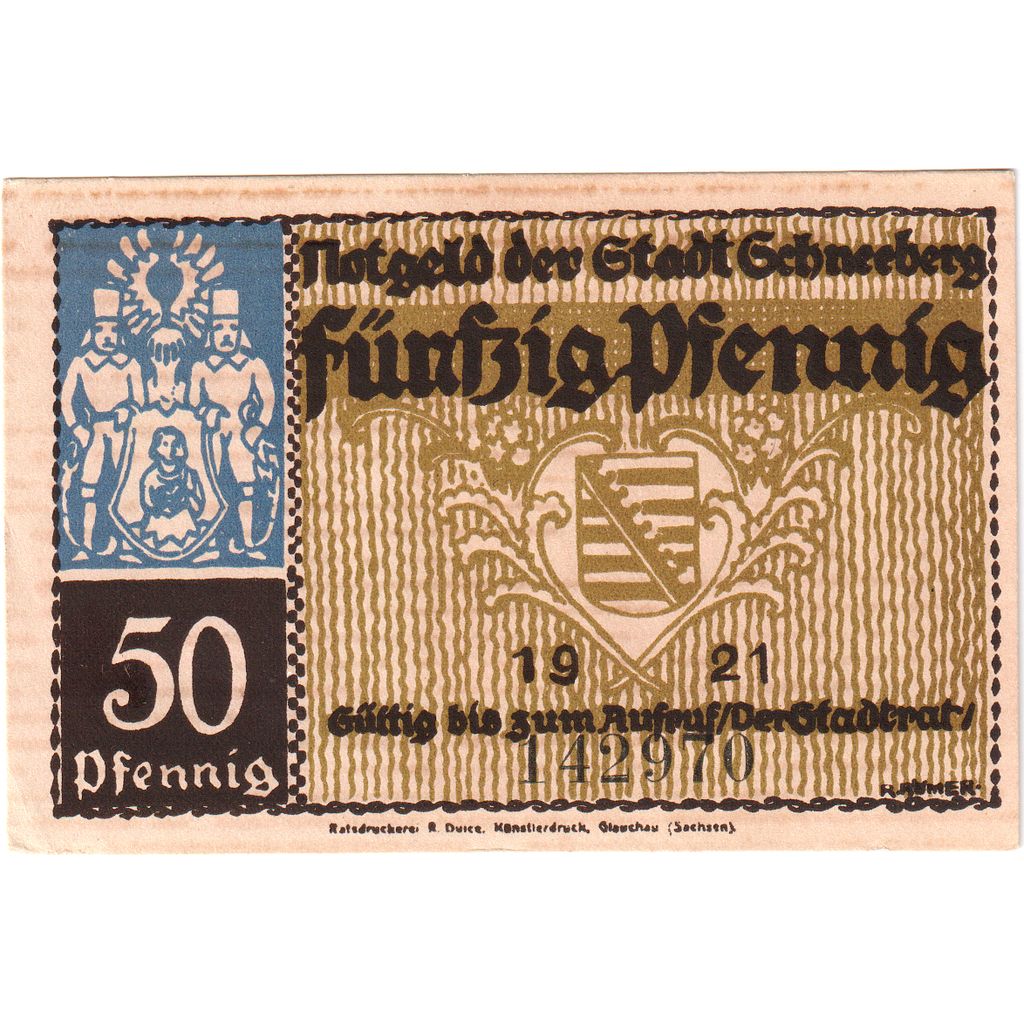 Notgeld der Stadt Schneeberg
Fünfzig Pfennig
50
Pfennig
19 21
Gültig bis zum Aufruf/Der Stadtrat/
142970
RAUMER.
Ratsdruckerei R. Dulce, Künstlerdruck, Glauchau (Sachsen).